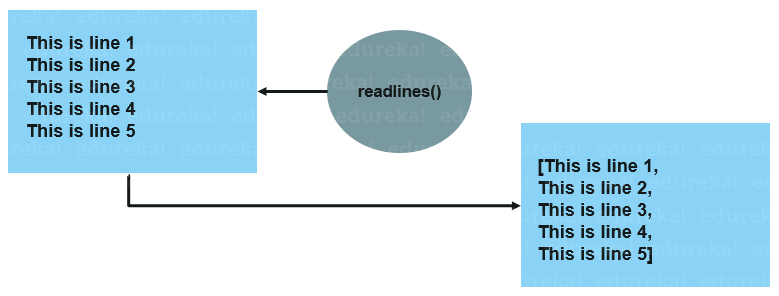 This is line 1
This is line 2
This is line 3
This is line 4
This is line 5
readlines()
[This is line 1,
This is line 2,
This is line 3,
This is line 4,
This is line 5]
edureka!